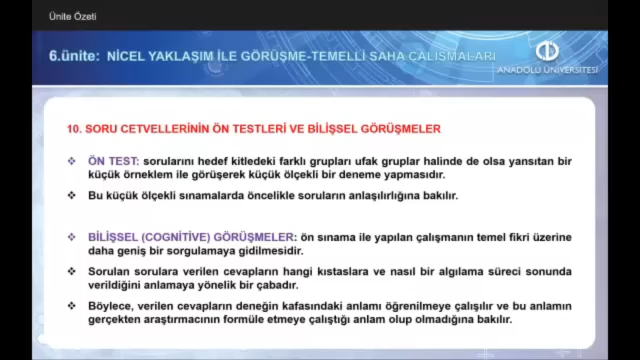 Ünite Özeti
6.ünite: NİCEL YAKLAŞIM İLE GÖRÜŞME-TEMELLİ SAHA ÇALIŞMALARI
ANADOLU ÜNİVERSİTESİ
10. SORU CETVELLERİNİN ÖN TESTLERİ VE BİLİŞSEL GÖRÜŞMELER
ÖN TEST: sorularını hedef kitledeki farklı grupları ufak gruplar halinde de olsa yansıtan bir
küçük örneklem ile görüşerek küçük ölçekli bir deneme yapmasıdır.
Bu küçük ölçekli sınamalarda öncelikle soruların anlaşılırlığına bakılır.
BİLİŞSEL (COGNİTİVE) GÖRÜŞMELER: ön sınama ile yapılan çalışmanın temel fikri üzerine
daha geniş bir sorgulamaya gidilmesidir.
Sorulan sorulara verilen cevapların hangi kıstaslara ve nasıl bir algılama süreci sonunda
verildiğini anlamaya yönelik bir çabadır.
Böylece, verilen cevapların deneğin kafasındaki anlamı öğrenilmeye çalışılır ve bu anlamın
gerçekten araştırmacının formüle etmeye çalıştığı anlam olup olmadığına bakılır.